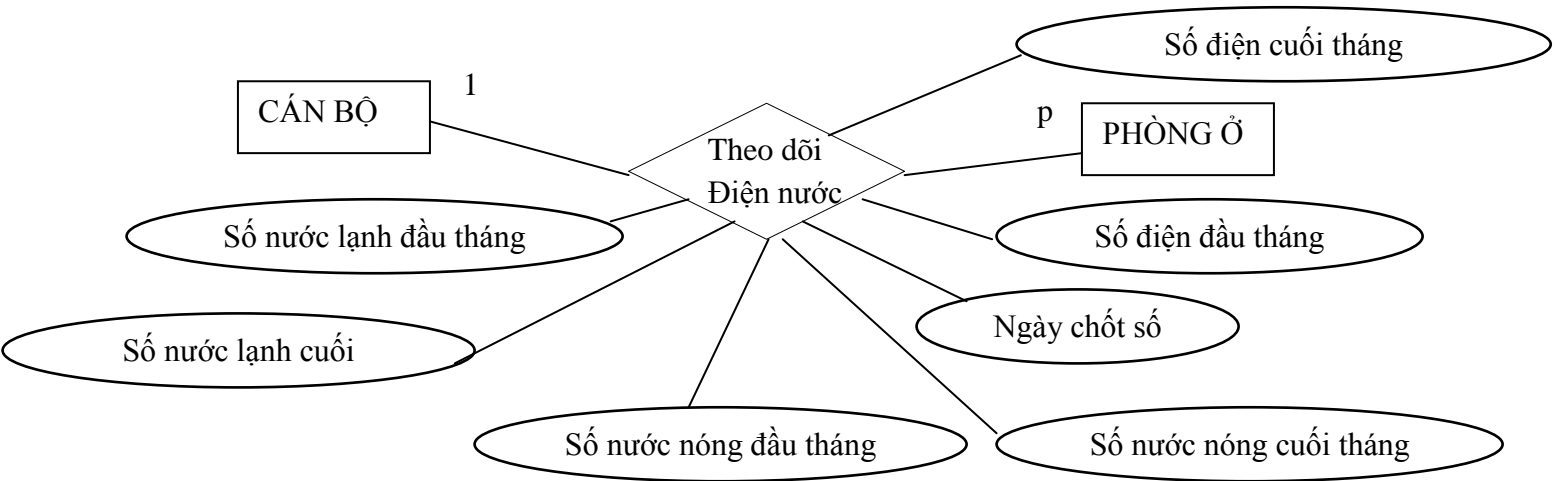 Số điện cuối tháng
1
CÁN BỘ
p
PHÒNG Ở
Theo dõi
Điện nước
Số nước lạnh đầu tháng
Số điện đầu tháng
Ngày chốt số
Số nước lạnh cuối
Số nước nóng đầu tháng
Số nước nóng cuối tháng